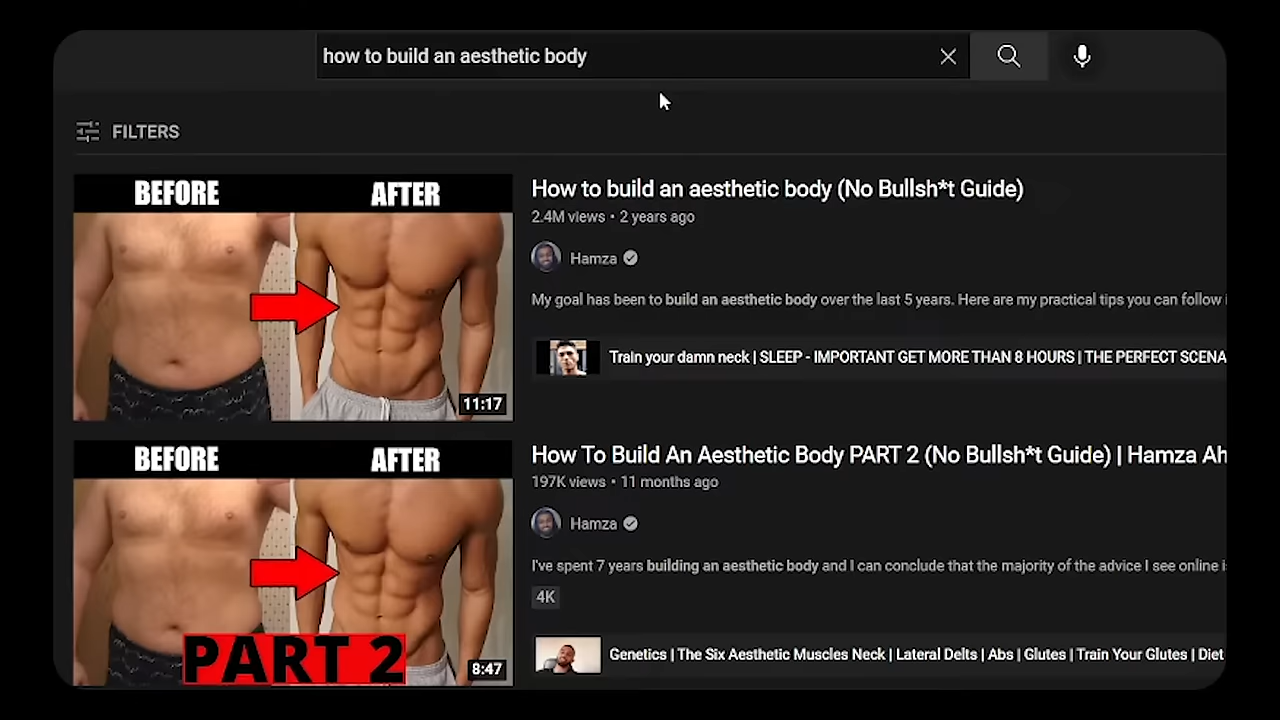 how to build an aesthetic body
FILTERS
BEFORE AFTER
11:17
How to build an aesthetic body (No Bullsh*t Guide)
2.4M views • 2 years ago
Hamza
My goal has been to build an aesthetic body over the last 5 years. Here are my practical tips you can follow
Train your damn neck | SLEEP - IMPORTANT GET MORE THAN 8 HOURS | THE PERFECT SCENA
BEFORE AFTER
PART 2
8:47
How To Build An Aesthetic Body PART 2 (No Bullsh*t Guide) | Hamza Ah
197K views • 11 months ago
Hamza
I've spent 7 years building an aesthetic body and I can conclude that the majority of the advice I see online i
4K
Genetics | The Six Aesthetic Muscles Neck | Lateral Delts | Abs | Glutes | Train Your Glutes | Diet